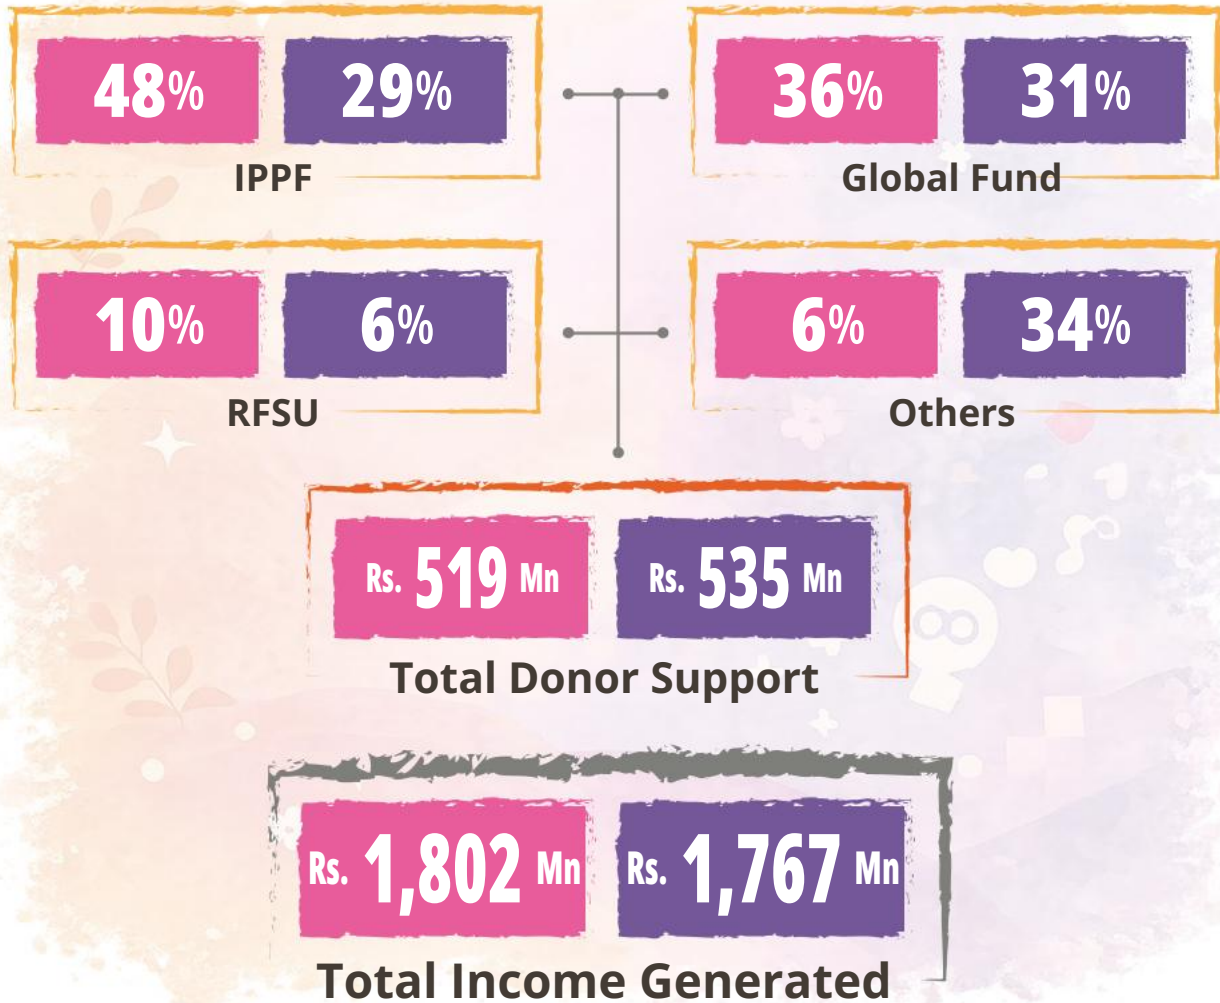 48% 29%
IPPF
36% 31%
Global Fund
10% 6%
RFSU
6% 34%
Others
Rs. 519 Mn Rs. 535 Mn
Total Donor Support
Rs. 1,802 Mn Rs. 1,767 Mn
Total Income Generated